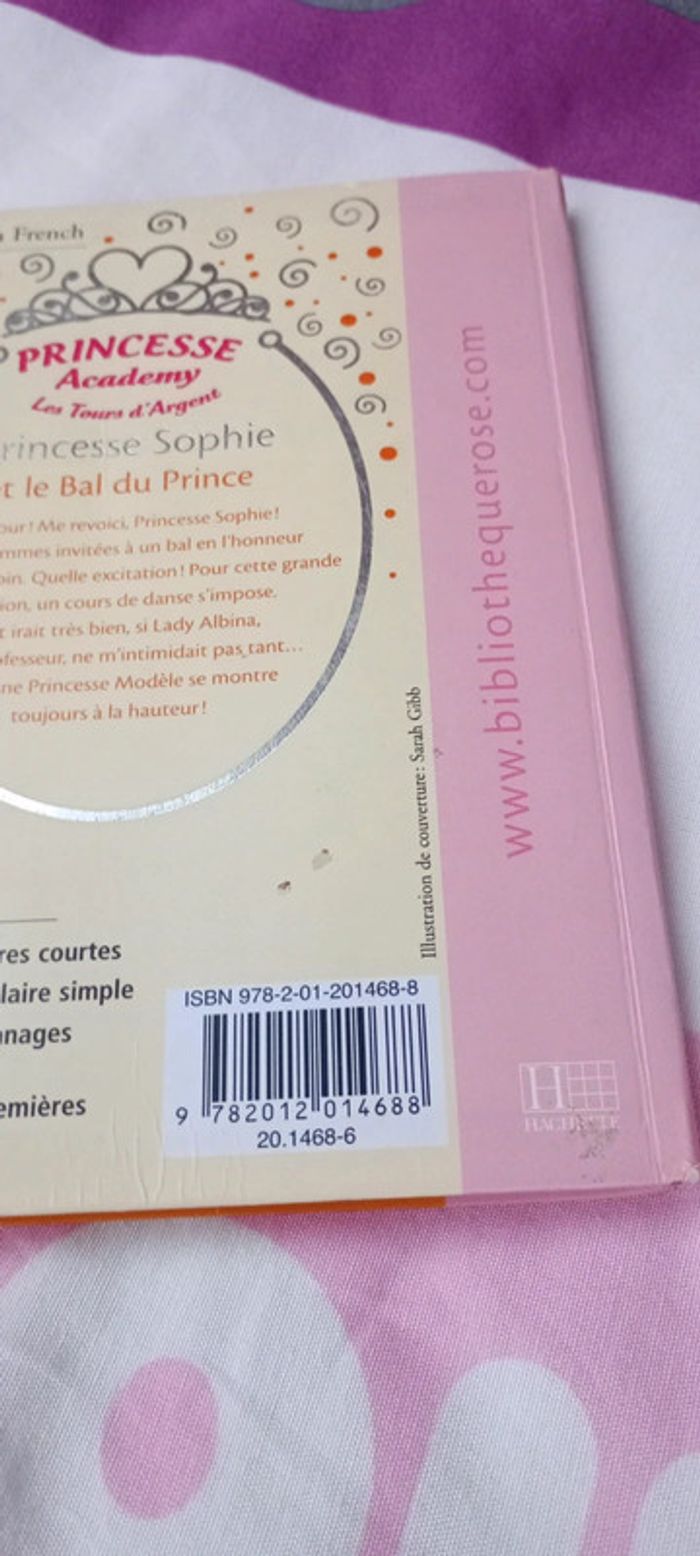 French
PRINCESSE
Academy
Les Tours d'Argent
rincesse Sophie
t le Bal du Prince
our! Me revoici, Princesse Sophie!
mmes invitées à un bal en l'honneur
oin. Quelle excitation! Pour cette grande
ion, un cours de danse s'impose.
t irait très bien, si Lady Albina,
ofesseur, ne m'intimidait pas tant...
ne Princesse Modèle se montre
toujours à la hauteur!
Illustration de couverture: Sarah Gibb
www.bibliothequerose.com
res courtes
laire simple
nnages
emières
ISBN 978-2-01-201468-8
9 782012 014688
20.1468-6
H
HACHETTE